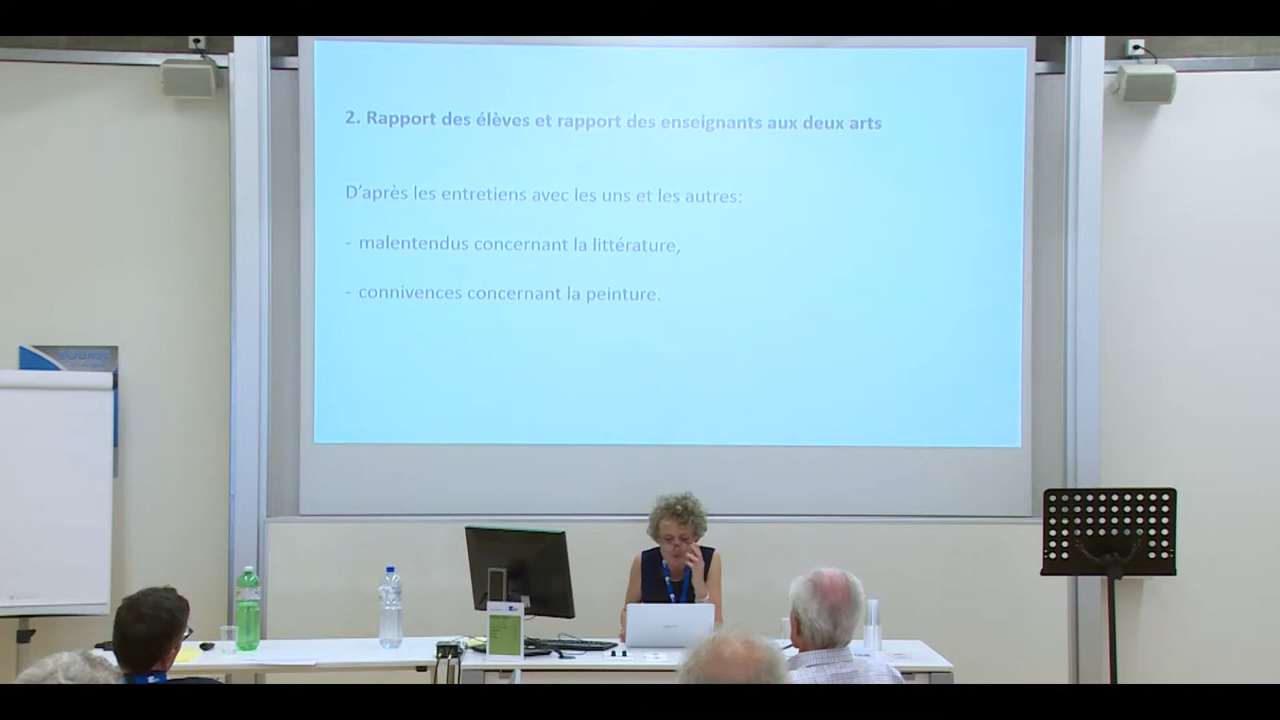 2. Rapport des élèves et rapport des enseignants aux deux arts
D'après les entretiens avec les uns et les autres:
- malentendus concernant la littérature,
- connivences concernant la peinture.